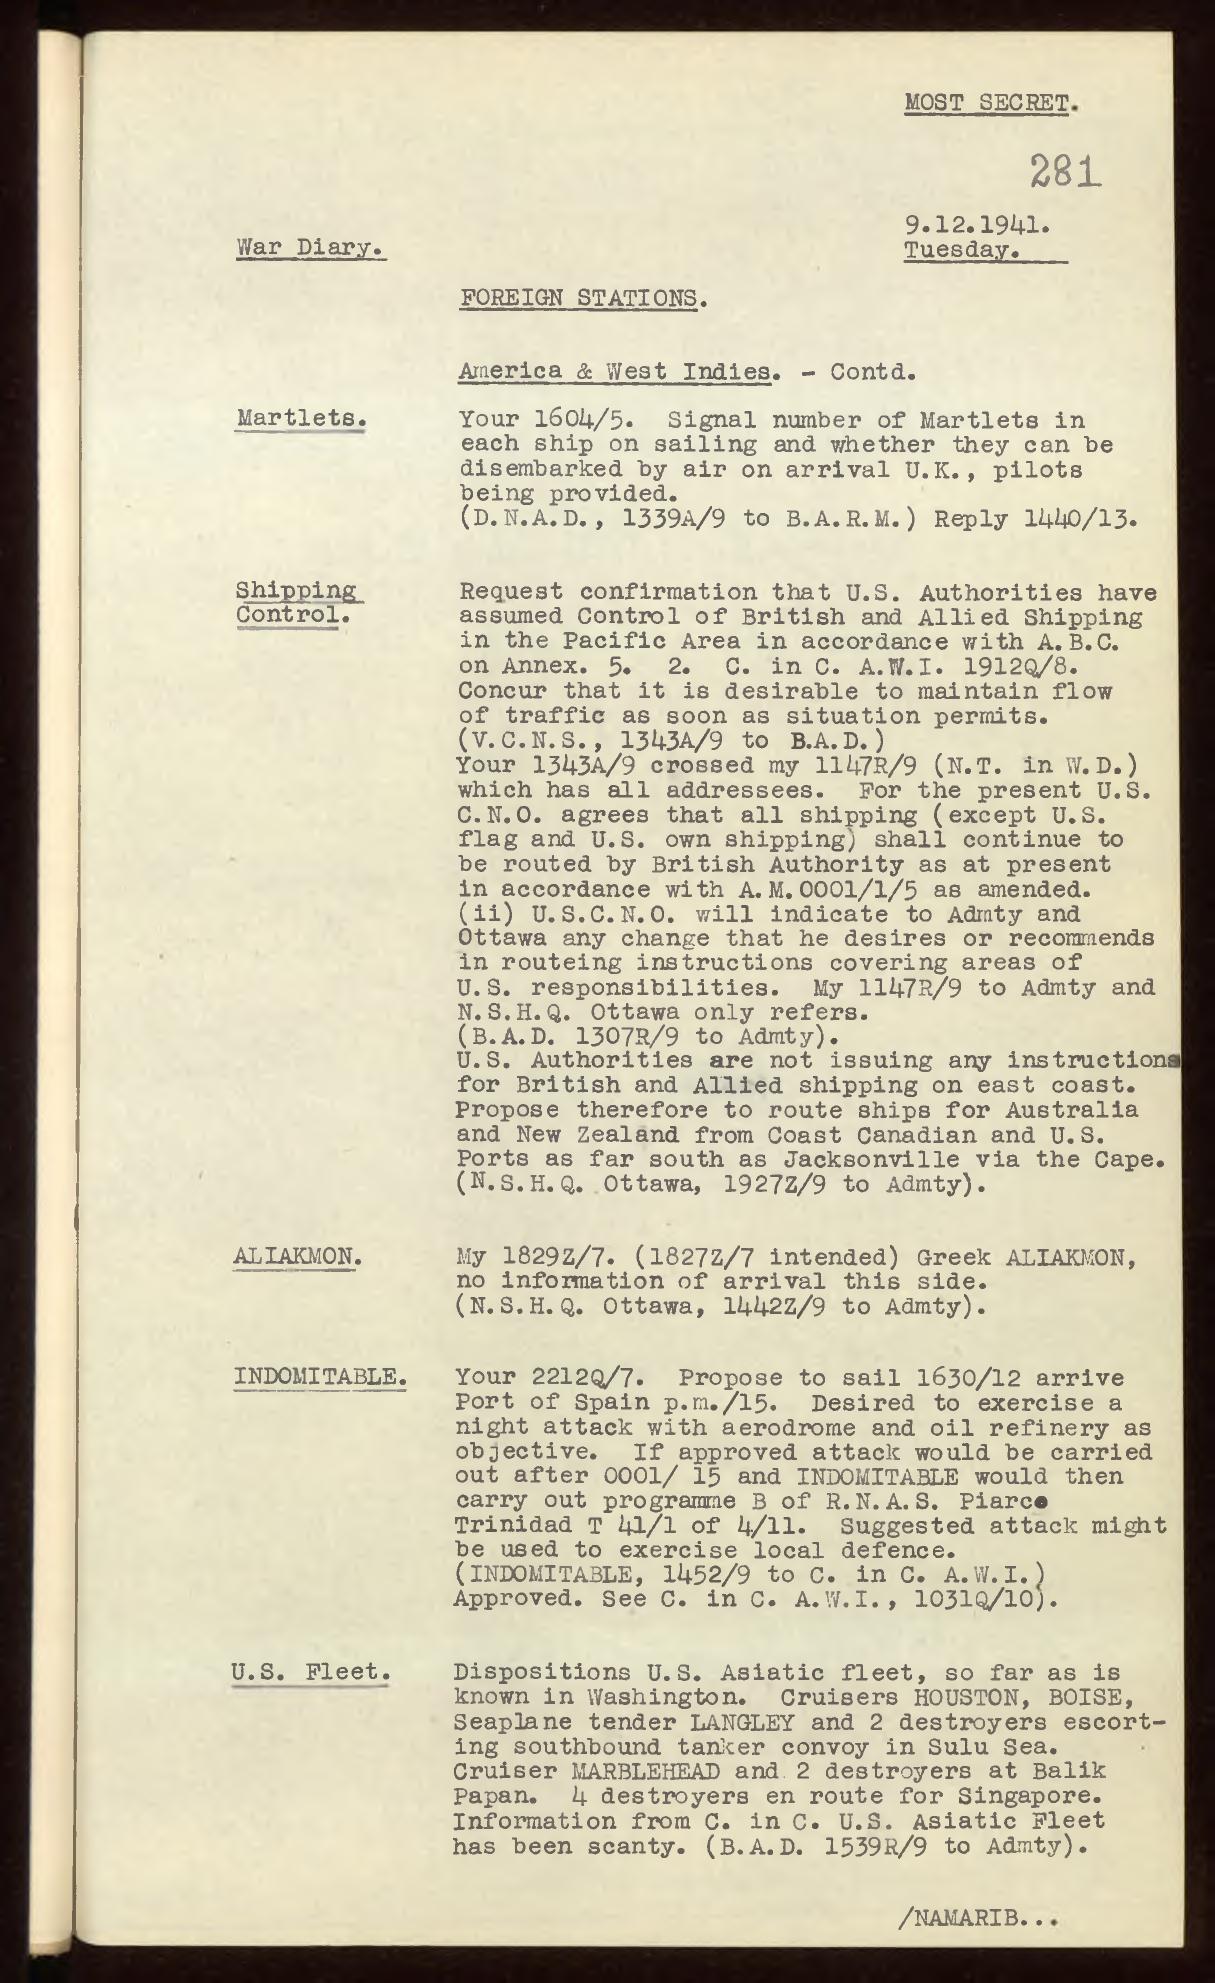 MOST SECRET.
281
9.12.1941.
War Diary.
Tuesday.
FOREIGN STATIONS.
America & West Indies. - Contd.
Martlets.
Your 1604/5. Signal number of Martlets in
each ship on sailing and whether they can be
disembarked by air on arrival U.K., pilots
being provided.
(D.N.A.D., 1339A/9 to B.A.R.M.) Reply 1440/13.
Shipping
Control.
Request confirmation that U.S. Authorities have
assumed Control of British and Allied Shipping
in the Pacific Area in accordance with A.B.C.
on Annex. 5. 2. C. in C. A.W.I. 1912Q/8.
Concur that it is desirable to maintain flow
of traffic as soon as situation permits.
(V.C.N.S., 1343A/9 to B.A.D.)
Your 1343A/9 crossed my 1147R/9 (N.T. in W.D.)
which has all addressees. For the present U.S.
C.N.O. agrees that all shipping (except U.S.
flag and U.S. own shipping) shall continue to
be routed by British Authority as at present
in accordance with A.M.0001/1/5 as amended.
(ii) U.S.C.N.O. will indicate to Admty and
Ottawa any change that he desires or recommends
in routeing instructions covering areas of
U.S. responsibilities. My 1147R/9 to Admty and
N.S.H.Q. Ottawa only refers.
(B.A.D. 1307R/9 to Admty).
U.S. Authorities are not issuing any instructions
for British and Allied shipping on east coast.
Propose therefore to route ships for Australia
and New Zealand from Coast Canadian and U.S.
Ports as far south as Jacksonville via the Cape.
(N.S.H.Q. Ottawa, 1927Z/9 to Admty).
ALIAKMON.
My 1829Z/7. (1827Z/7 intended) Greek ALIAKMON,
no information of arrival this side.
(N.S.H.Q. Ottawa, 1442Z/9 to Admty).
INDOMITABLE.
Your 2212Q/7. Propose to sail 1630/12 arrive
Port of Spain p.m./15. Desired to exercise a
night attack with aerodrome and oil refinery as
objective. If approved attack would be carried
out after 0001/ 15 and INDOMITABLE would then
carry out programme B of R.N.A.S. Piarco
Trinidad T 41/1 of 4/11. Suggested attack might
be used to exercise local defence.
(INDOMITABLE, 1452/9 to C. in C. A.W.I.)
Approved. See C. in C. A.W.I., 1031Q/10).
U.S. Fleet.
Dispositions U.S. Asiatic fleet, so far as is
known in Washington. Cruisers HOUSTON, BOISE,
Seaplane tender LANGLEY and 2 destroyers escort-
ing southbound tanker convoy in Sulu Sea.
Cruiser MARBLEHEAD and 2 destroyers at Balik
Papan. 4 destroyers en route for Singapore.
Information from C. in C. U.S. Asiatic Fleet
has been scanty. (B.A.D. 1539R/9 to Admty).
/NAMARIB...